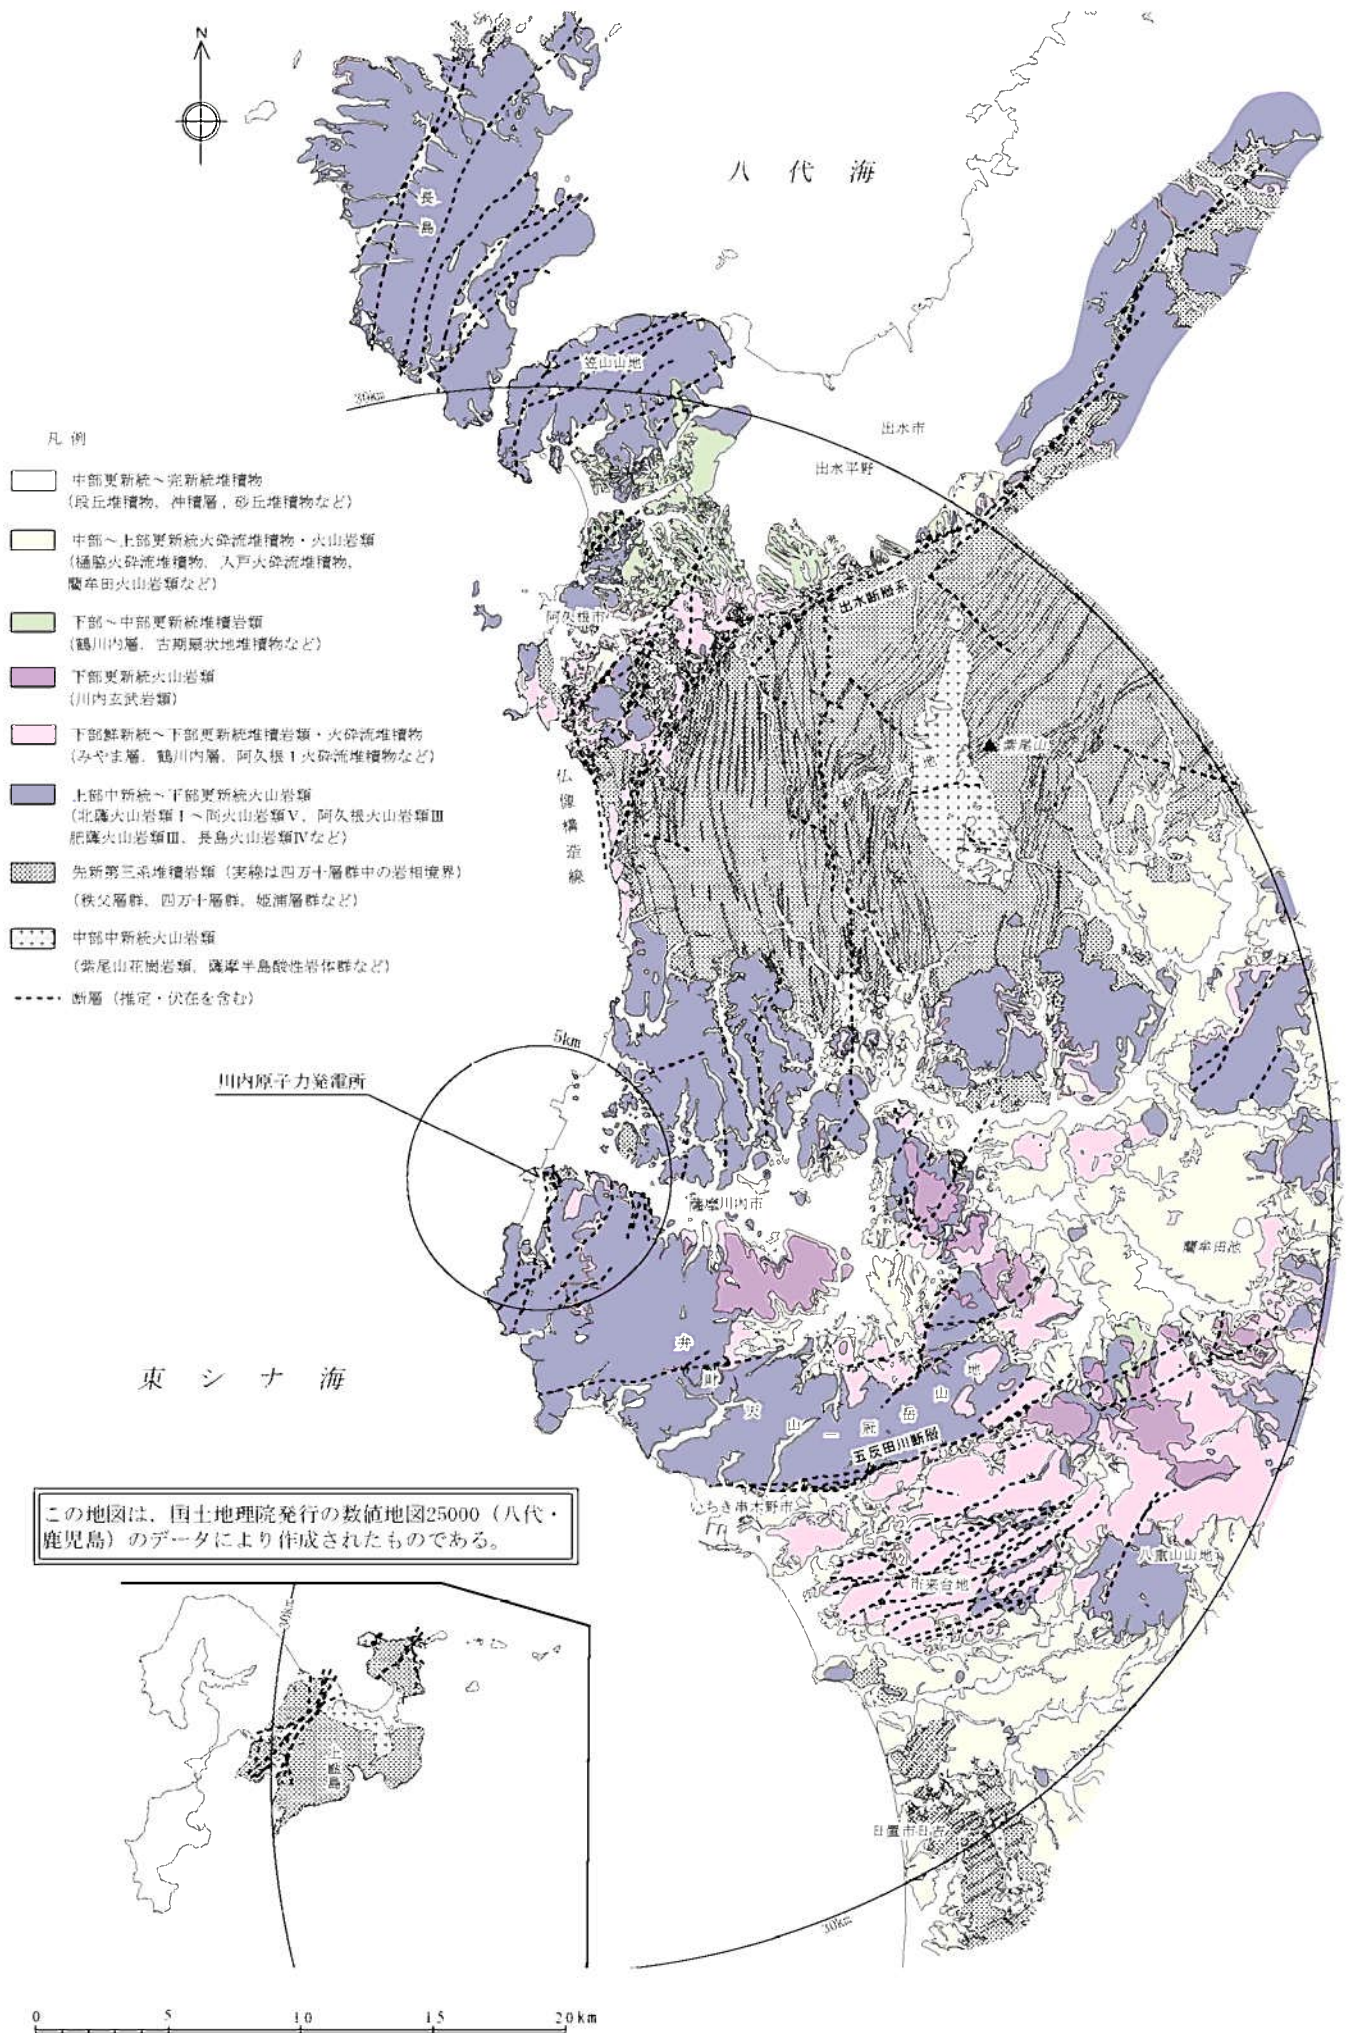 N
八代海
長島
笠山山地
30km
出水市
出水平野
凡例
中部更新統~完新統堆積物
(段丘堆積物、沖積層,砂丘堆積物など)
中部~上部更新統火砕流堆積物・火山岩類
(樋脇火砕流堆積物、入戸火砕流堆積物、
藺牟田火山岩類など)
下部~中部更新統堆積岩類
(鶴川内層、古期扇状地堆積物など)
下部更新統火山岩類
(川内玄武岩類)
下部鮮新統~下部更新統堆積岩類・火砕流堆積物
(みやま層、鶴川内層、阿久根1火砕流堆積物など)
上部中新統~下部更新統火山岩類
(北薩火山岩類Ⅰ~同火山岩類Ⅴ、阿久根火山岩類Ⅲ
肥薩火山岩類Ⅲ、長島火山岩類Ⅳなど)
先新第三系堆積岩類(実線は四万十層群中の岩相境界)
(秩父層群、四万十層群、姫浦層群など)
中部中新統火山岩類
(紫尾山花崗岩類、薩摩半島酸性岩体群など)
断層(推定・伏在を含む)
阿久根市
出水断層系
紫尾山
地
仏像構造線
5km
川内原子力発電所
薩摩川内市
藺牟田池
東シナ海
天山
岳山地
五反田川断層
いちき串木野市
八重山山地
市来台地
この地図は、国土地理院発行の数値地図25000(八代・
鹿児島)のデータにより作成されたものである。
30km
上甑島
日置市日吉
30km
0 5 10 15 20km